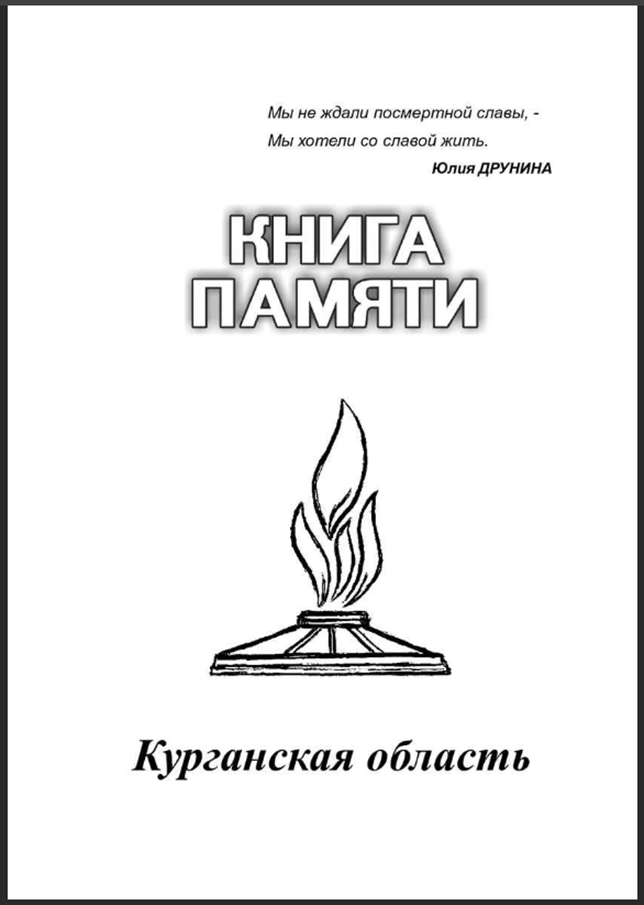 Мы не ждали посмертной славы, -
Мы хотели со славой жить.
Юлия ДРУНИНА
КНИГА
ПАМЯТИ
Курганская область